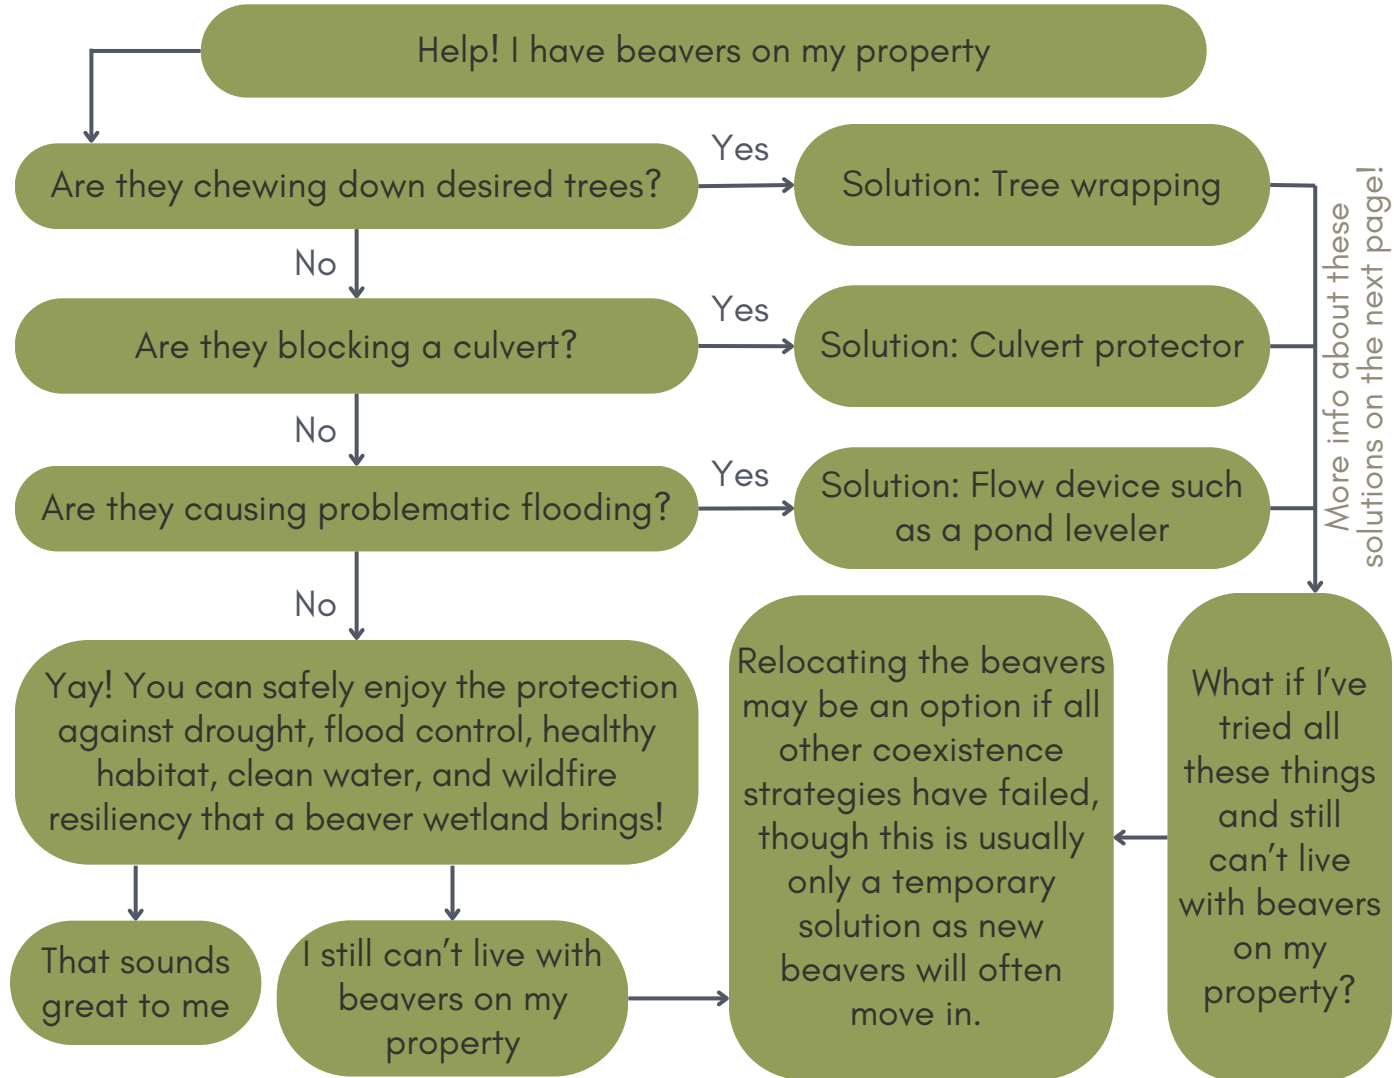 Help! I have beavers on my property
Are they chewing down desired trees?
Yes
Solution: Tree wrapping
No
Are they blocking a culvert?
Yes
Solution: Culvert protector
No
Are they causing problematic flooding?
Yes
Solution: Flow device such
as a pond leveler
More info about these
solutions on the next page!
No
Yay! You can safely enjoy the protection
against drought, flood control, healthy
habitat, clean water, and wildfire
resiliency that a beaver wetland brings!
That sounds
great to me
I still can't live with
beavers on my
property
Relocating the beavers
may be an option if all
other coexistence
strategies have failed,
though this is usually
only a temporary
solution as new
beavers will often
move in.
What if I've
tried all
these things
and still
can't live
with beavers
on my
property?